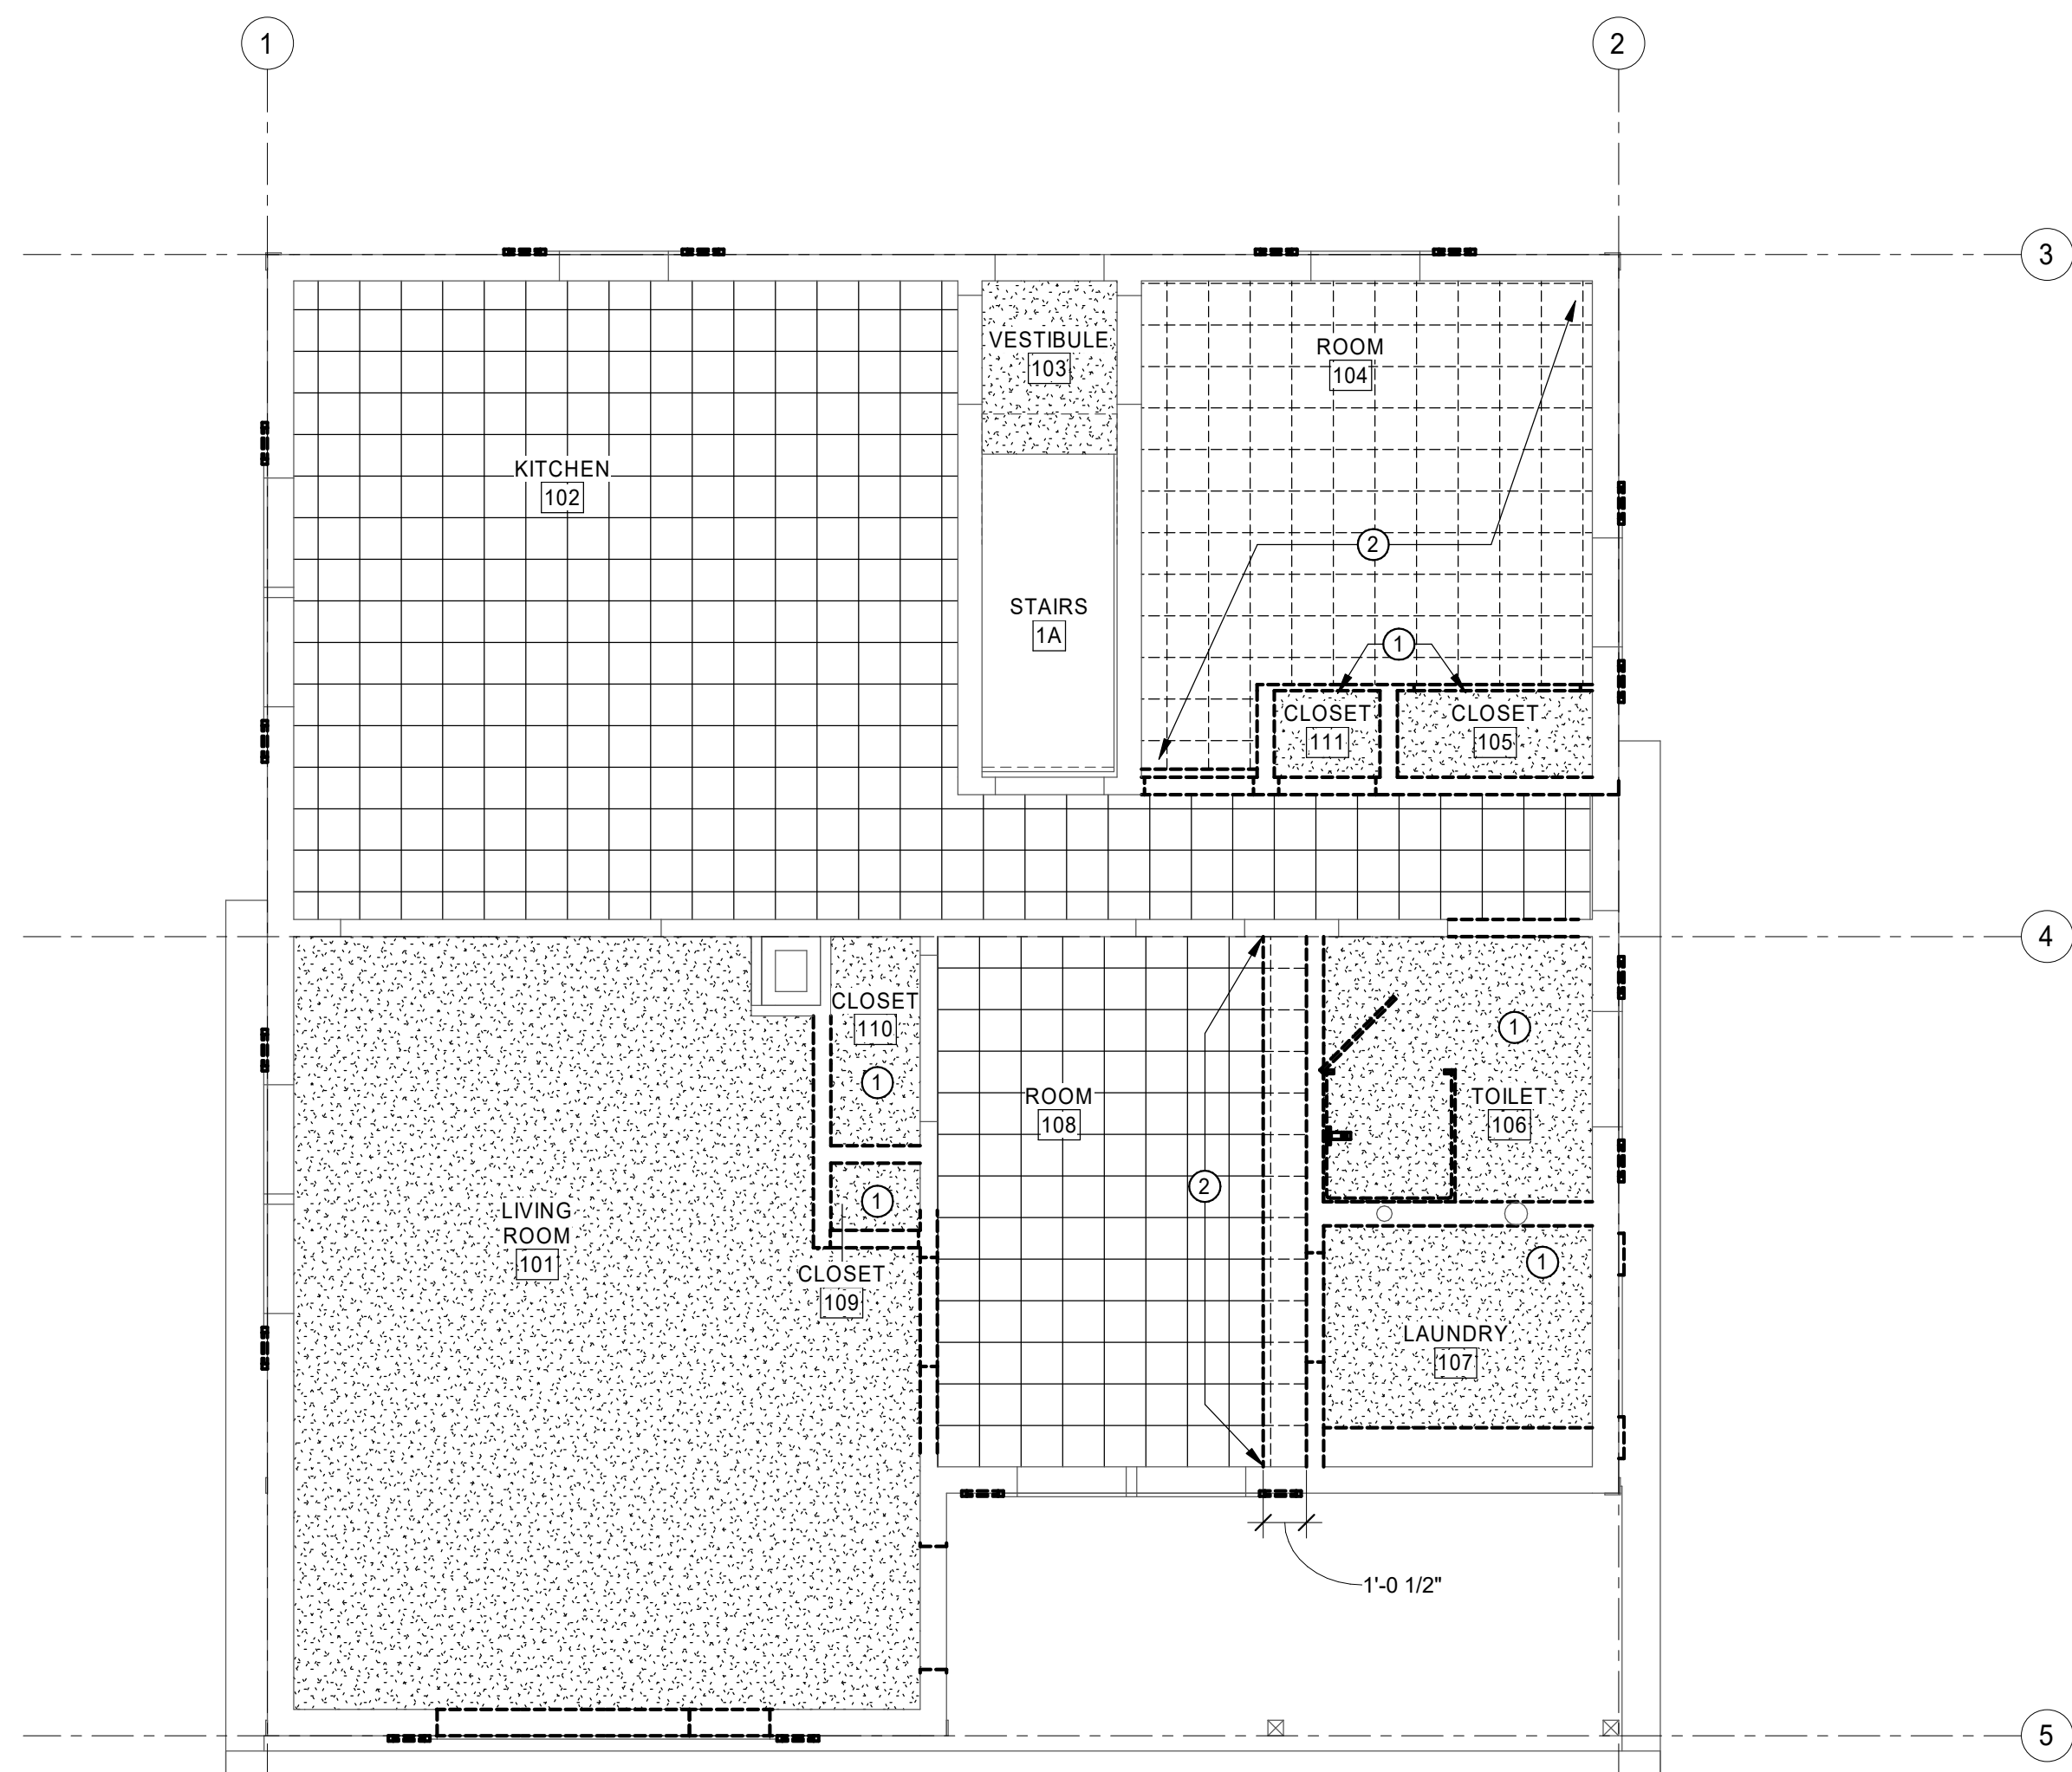 1
2
3
VESTIBULE
103
ROOM
104
KITCHEN
102
2
STAIRS
1A
1
CLOSET
111
CLOSET
105
4
CLOSET
110
1
1
ROOM
108
TOILET
106
2
1
LIVING
ROOM
101
1
CLOSET
109
LAUNDRY
107
1'-0 1/2"
5